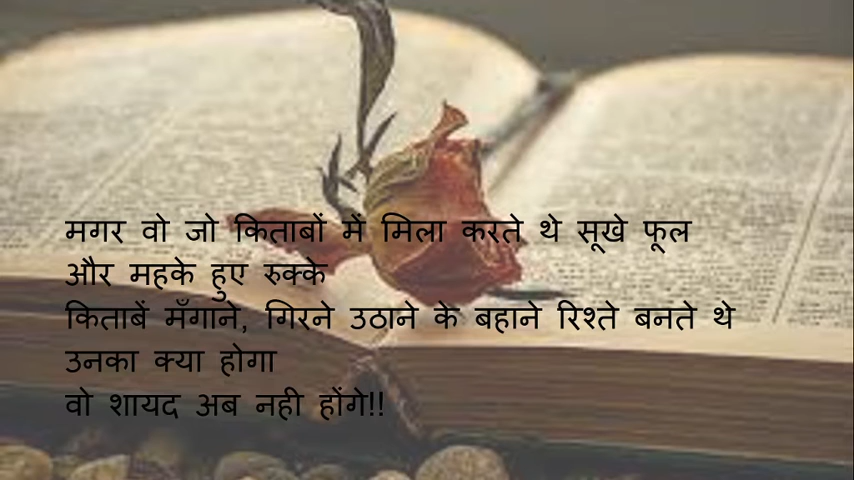 मगर वो जो किताबों में मिला करते थे सूखे फूल
और महके हुए रुक्के
किताबें मँगाने, गिरने उठाने के बहाने रिश्ते बनते थे
उनका क्या होगा
वो शायद अब नही होंगे!!